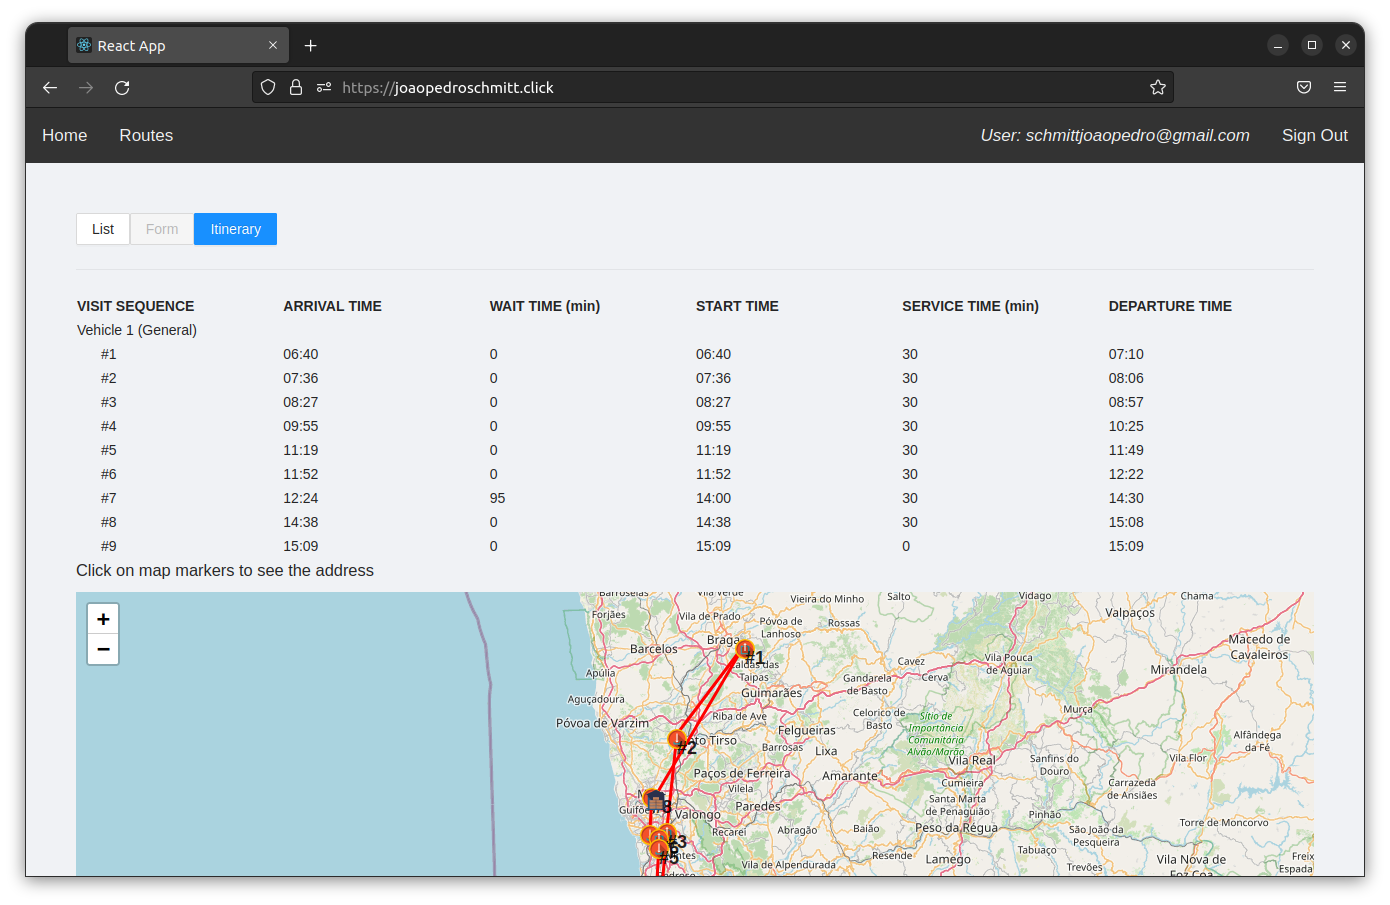 React App
https://joaopedroschmitt.click
Home Routes User: schmittjoaopedro@gmail.com Sign Out
List Form Itinerary
VISIT SEQUENCE ARRIVAL TIME WAIT TIME (min) START TIME SERVICE TIME (min) DEPARTURE TIME
Vehicle 1 (General)
#1 06:40 0 06:40 30 07:10
#2 07:36 0 07:36 30 08:06
#3 08:27 0 08:27 30 08:57
#4 09:55 0 09:55 30 10:25
#5 11:19 0 11:19 30 11:49
#6 11:52 0 11:52 30 12:22
#7 12:24 95 14:00 30 14:30
#8 14:38 0 14:38 30 15:08
#9 15:09 0 15:09 0 15:09
Click on map markers to see the address
+
−
Barroselas
Vila Verde
Vieira do Minho
Salto
Vidago
Chama
Forjães
Vila de Prado
Póvoa de
Lanhoso
Rossas
Valpaços
Braga
Barcelos
#1
Macedo de
Cavaleiros
Caldas das
Taipas
Cavez
Vila Pouca
de Aguiar
Mirandela
Apúlia
Gandarela
de Basto
Cerva
Guimarães
Aguçadoura
Murça
Póvoa de Varzim
Riba de Ave
Celorico de
Basto
Sítio de
Importância
Comunitária
Alvão/Marão
Felgueiras
Alfândega
da Fé
#2
Barrosas
Lixa
Vila Real
Sanfins do
Douro
Vila Flor
Paços de Ferreira
Amarante
Cumieira
Carrazeda
de Ansiães
Vilela
Paredes
Santa Marta
de Penaguião
Valongo
Pinhão
Torre de Moncorvo
Recarei
Abragão
Baião
Peso da Régua
São João da
Pesqueira
#3
#5
Resende
Lamego
Tabuaço
Vila de Alpendurada
Trevões
Vila Nova de
Foz Coa
Freix
Espada